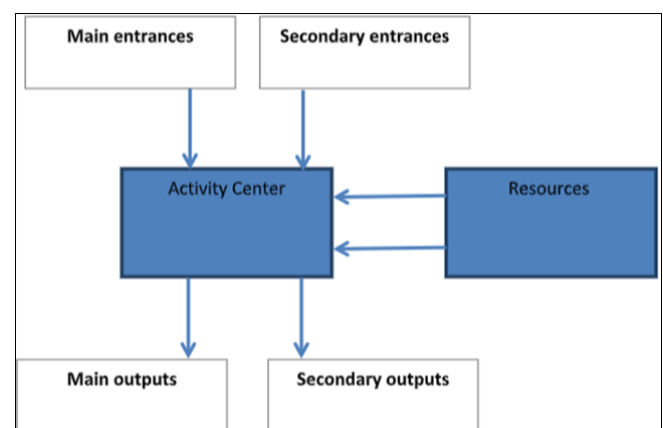 Main entrances
Secondary entrances
Activity Center
Resources
Main outputs
Secondary outputs